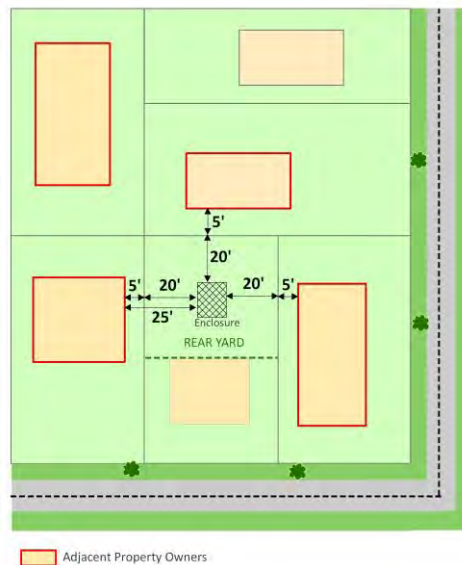 5'
20'
5' 20' 20' 5'
25'
Enclosure
REAR YARD
Adjacent Property Owners